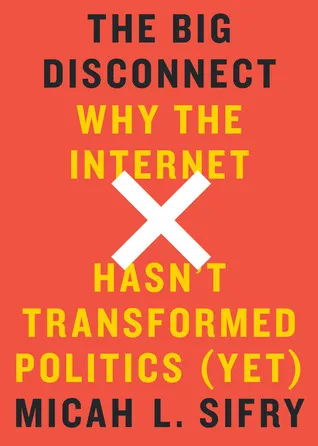 THE BIG
DISCONNECT
WHY THE
INTERNET
HASN'T
TRANSFORMED
POLITICS (YET)
MICAH L. SIFRY